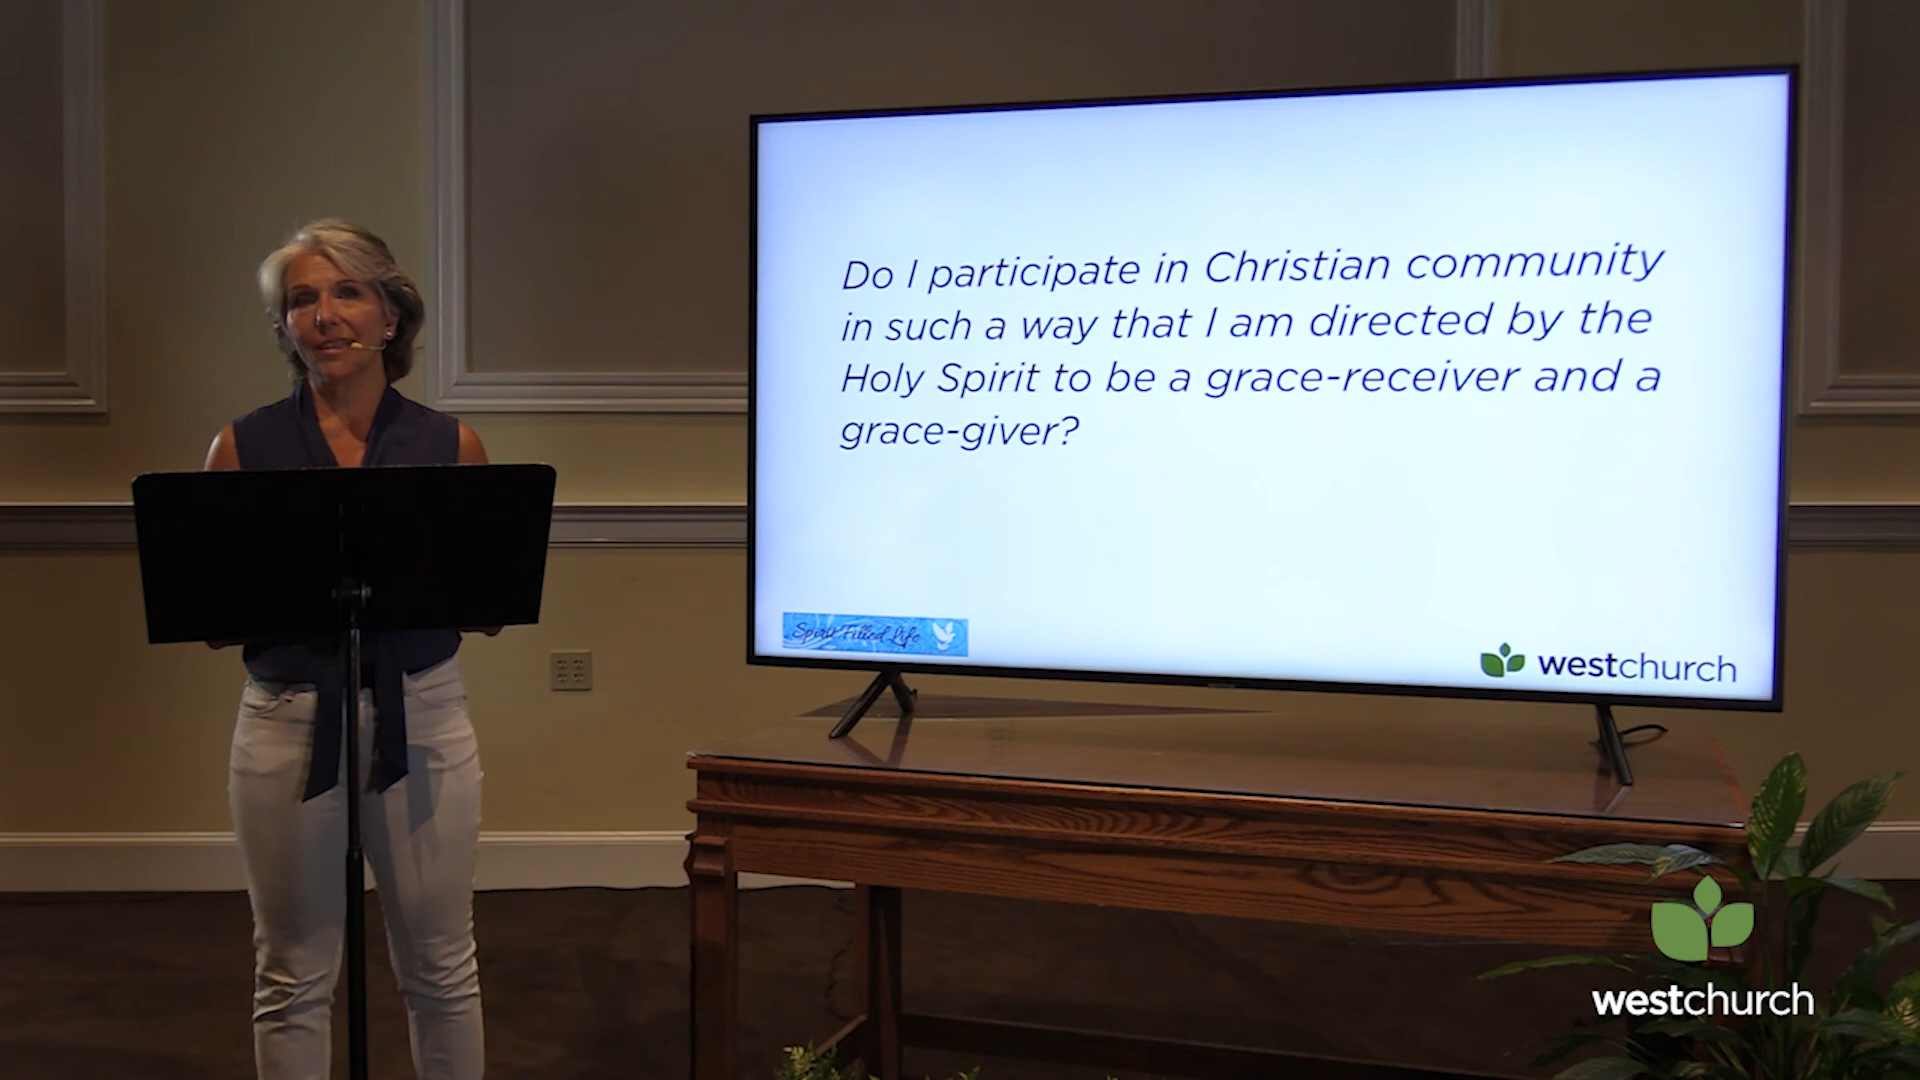 Do I participate in Christian community
in such a way that I am directed by the
Holy Spirit to be a grace-receiver and a
grace-giver?
Spirit Filled Life
westchurch
westchurch